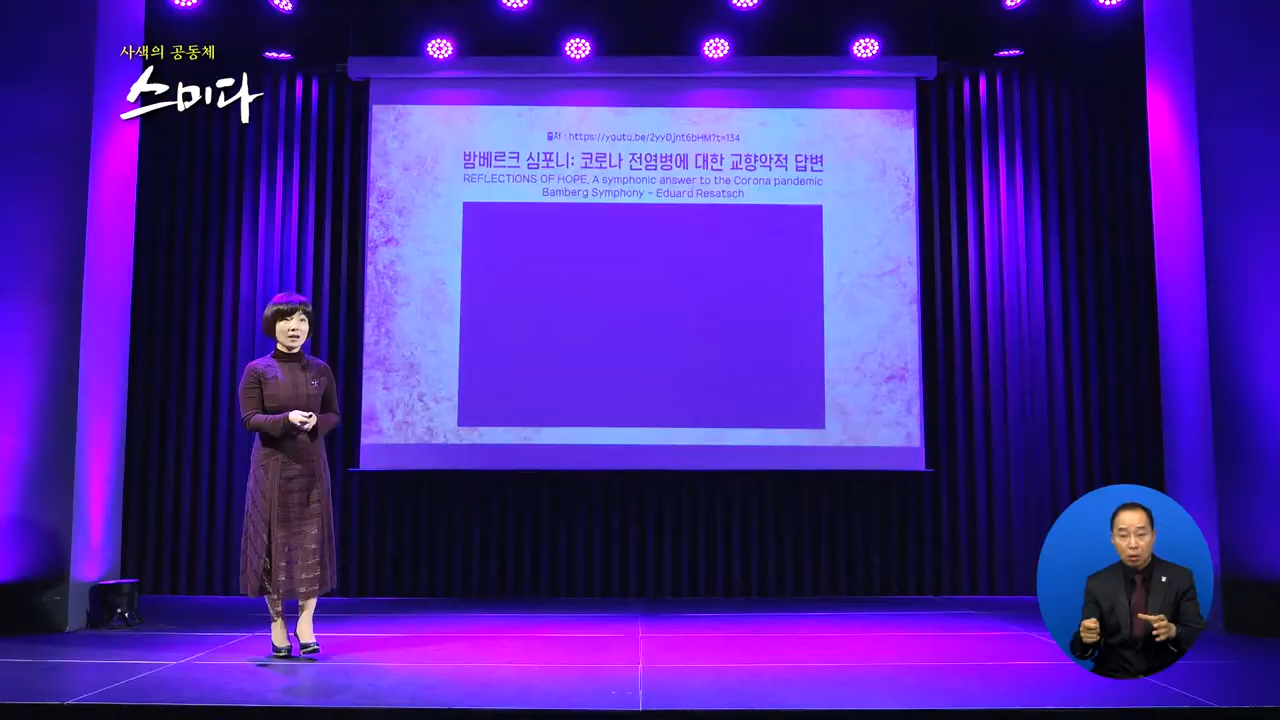 사색의 공동체
스미다
출처 : https://youtu.be/2yyDjnt6bHM?t=134
밤베르크 심포니: 코로나 전염병에 대한 교향악적 답변
REFLECTIONS OF HOPE. A symphonic answer to the Corona pandemic
Bamberg Symphony - Eduard Resatsch